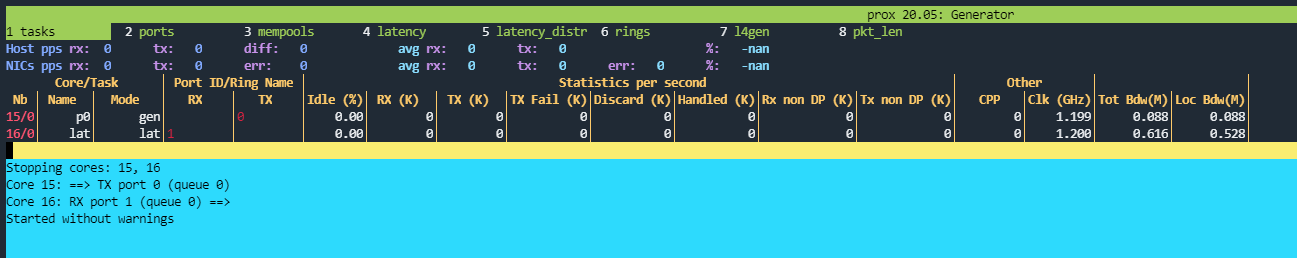 prox 20.05: Generator
1 tasks 2 ports 3 mempools 4 latency 5 latency_distr 6 rings 7 l4gen 8 pkt_len
Host pps rx: 0 tx: 0 diff: 0 avg rx: 0 tx: 0 %: -nan
NICs pps rx: 0 tx: 0 err: 0 avg rx: 0 tx: 0 err: 0 %: -nan
Core/Task Port ID/Ring Name Statistics per second Other
Nb Name Mode RX TX Idle (%) RX (K) TX (K) TX Fail (K) Discard (K) Handled (K) Rx non DP (K) Tx non DP (K) CPP Clk (GHz) Tot Bdw(M) Loc Bdw(M)
15/0 p0 gen 0 0.00 0 0 0 0 0 0 0 0 1.199 0.088 0.088
16/0 lat lat 1 0.00 0 0 0 0 0 0 0 0 1.200 0.616 0.528
Stopping cores: 15, 16
Core 15: ==> TX port 0 (queue 0)
Core 16: RX port 1 (queue 0) ==>
Started without warnings